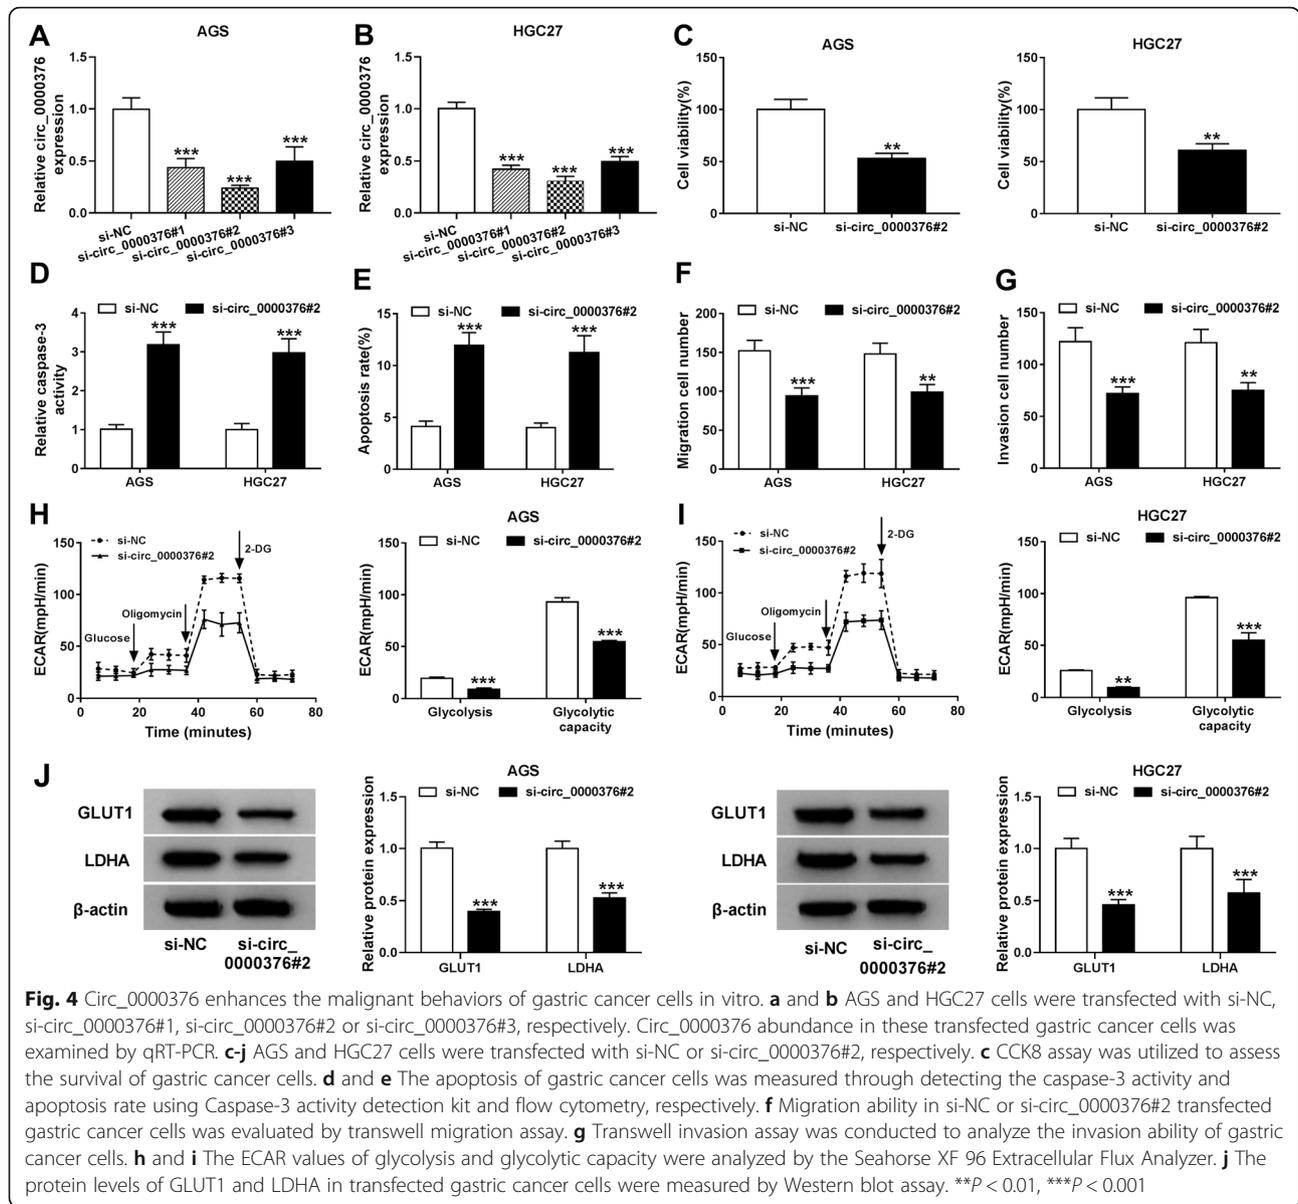 A
AGS
Relative circ_0000376
expression
1.5
1.0
0.5
0.0
***
***
***
si-NC
si-circ_0000376#1
si-circ_0000376#2
si-circ_0000376#3
B
HGC27
Relative circ_0000376
expression
1.5
1.0
0.5
0.0
***
***
***
si-NC
si-circ_0000376#1
si-circ_0000376#2
si-circ_0000376#3
C
AGS
Cell viability(%)
150
100
50
0
**
si-NC
si-circ_0000376#2
HGC27
Cell viability(%)
150
100
50
0
**
si-NC
si-circ_0000376#2
D
si-NC
si-circ_0000376#2
Relative caspase-3
activity
4
3
2
1
0
***
***
AGS
HGC27
E
si-NC
si-circ_0000376#2
Apoptosis rate(%)
15
10
5
0
***
***
AGS
HGC27
F
si-NC
si-circ_0000376#2
Migration cell number
200
150
100
50
0
***
**
AGS
HGC27
G
si-NC
si-circ_0000376#2
Invasion cell number
150
100
50
0
***
**
AGS
HGC27
H
si-NC
si-circ_0000376#2
ECAR(mpH/min)
150
100
50
0
Glucose
Oligomycin
2-DG
0 20 40 60 80
Time (minutes)
AGS
si-NC
si-circ_0000376#2
ECAR(mpH/min)
150
100
50
0
***
***
Glycolysis
Glycolytic
capacity
I
si-NC
si-circ_0000376#2
ECAR(mpH/min)
150
100
50
0
Glucose
Oligomycin
2-DG
0 20 40 60 80
Time (minutes)
HGC27
si-NC
si-circ_0000376#2
ECAR(mpH/min)
150
100
50
0
**
***
Glycolysis
Glycolytic
capacity
J
GLUT1
LDHA
β-actin
si-NC
si-circ_
0000376#2
AGS
si-NC
si-circ_0000376#2
Relative protein expression
1.5
1.0
0.5
0.0
***
***
GLUT1
LDHA
GLUT1
LDHA
β-actin
si-NC
si-circ_
0000376#2
HGC27
si-NC
si-circ_0000376#2
Relative protein expression
1.5
1.0
0.5
0.0
***
***
GLUT1
LDHA
Fig. 4 Circ_0000376 enhances the malignant behaviors of gastric cancer cells in vitro. a and b AGS and HGC27 cells were transfected with si-NC,
si-circ_0000376#1, si-circ_0000376#2 or si-circ_0000376#3, respectively. Circ_0000376 abundance in these transfected gastric cancer cells was
examined by qRT-PCR. c-j AGS and HGC27 cells were transfected with si-NC or si-circ_0000376#2, respectively. c CCK8 assay was utilized to assess
the survival of gastric cancer cells. d and e The apoptosis of gastric cancer cells was measured through detecting the caspase-3 activity and
apoptosis rate using Caspase-3 activity detection kit and flow cytometry, respectively. f Migration ability in si-NC or si-circ_0000376#2 transfected
gastric cancer cells was evaluated by transwell migration assay. g Transwell invasion assay was conducted to analyze the invasion ability of gastric
cancer cells. h and i The ECAR values of glycolysis and glycolytic capacity were analyzed by the Seahorse XF 96 Extracellular Flux Analyzer. j The
protein levels of GLUT1 and LDHA in transfected gastric cancer cells were measured by Western blot assay. **P < 0.01, ***P < 0.001